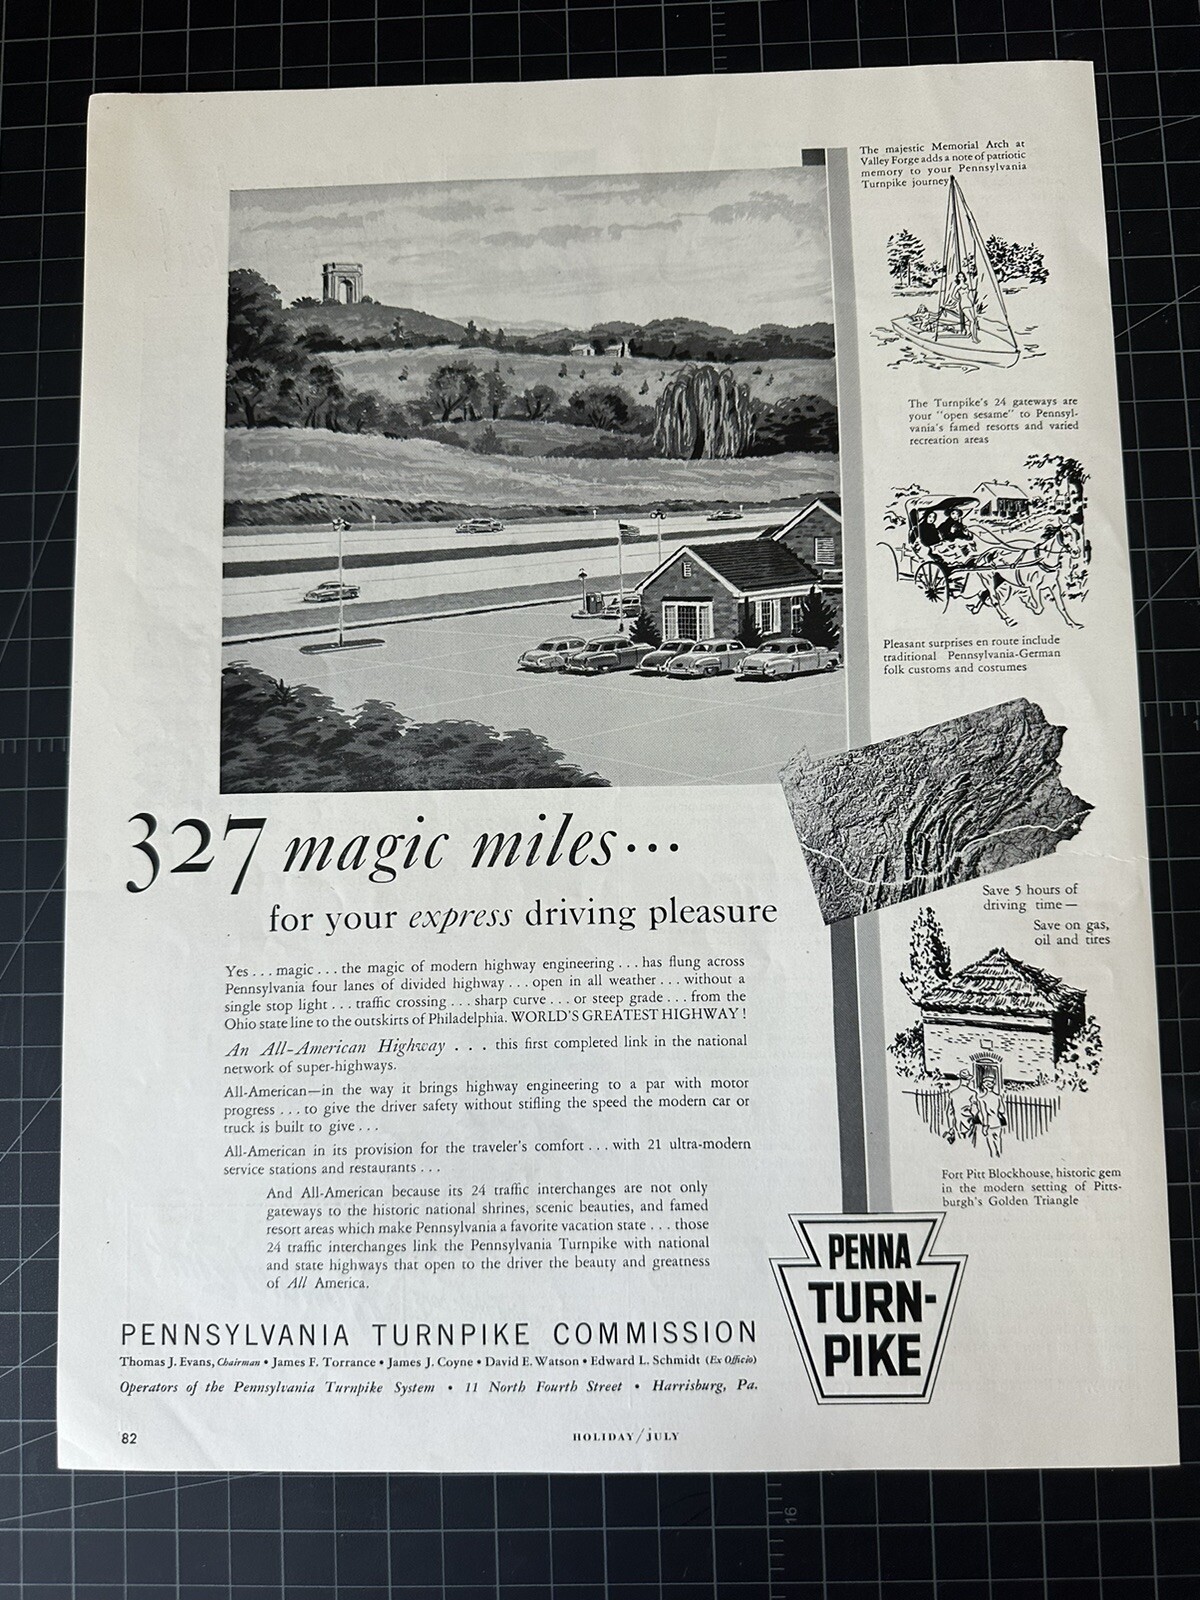 The majestic Memorial Arch at
Valley Forge adds a note of patriotic
memory to your Pennsylvania
Turnpike journey
The Turnpike's 24 gateways are
your "open sesame" to Pennsyl-
vania's famed resorts and varied
recreation areas
Pleasant surprises en route include
traditional Pennsylvania-German
folk customs and costumes
Save 5 hours of
driving time —
Save on gas,
oil and tires
Fort Pitt Blockhouse, historic gem
in the modern setting of Pitts-
burgh's Golden Triangle
327 magic miles...
for your express driving pleasure
Yes . . . magic . . . the magic of modern highway engineering . . . has flung across
Pennsylvania four lanes of divided highway . . . open in all weather . . . without a
single stop light . . . traffic crossing . . . sharp curve . . . or steep grade . . . from the
Ohio state line to the outskirts of Philadelphia. WORLD'S GREATEST HIGHWAY!
An All-American Highway . . . this first completed link in the national
network of super-highways.
All-American—in the way it brings highway engineering to a par with motor
progress . . . to give the driver safety without stifling the speed the modern car or
truck is built to give . . .
All-American in its provision for the traveler's comfort . . . with 21 ultra-modern
service stations and restaurants . . .
And All-American because its 24 traffic interchanges are not only
gateways to the historic national shrines, scenic beauties, and famed
resort areas which make Pennsylvania a favorite vacation state . . . those
24 traffic interchanges link the Pennsylvania Turnpike with national
and state highways that open to the driver the beauty and greatness
of All America.
PENNSYLVANIA TURNPIKE COMMISSION
Thomas J. Evans, Chairman • James F. Torrance • James J. Coyne • David E. Watson • Edward L. Schmidt (Ex Officio)
Operators of the Pennsylvania Turnpike System • 11 North Fourth Street • Harrisburg, Pa.
PENNA
TURN-
PIKE
82
HOLIDAY/JULY
16